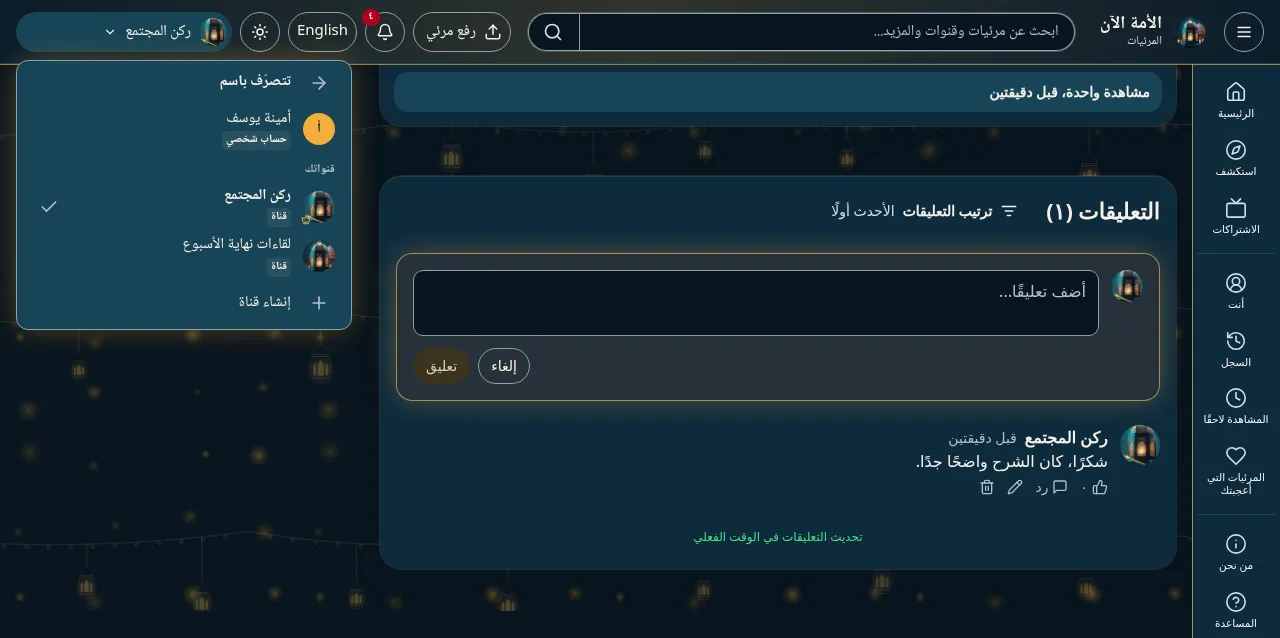 الأمة الآن
المرئيات
ابحث عن مرئيات وقنوات والمزيد...
رفع مرئي
٤
English
ركن المجتمع
تتصرّف باسم
أمينة يوسف
حساب شخصي
قنواتك
ركن المجتمع
قناة
لقاءات نهاية الأسبوع
قناة
إنشاء قناة
الرئيسية
استكشف
الاشتراكات
أنت
السجل
المشاهدة لاحقًا
المرئيات التي
أعجبتك
من نحن
المساعدة
مشاهدة واحدة، قبل دقيقتين
التعليقات (١)
ترتيب التعليقات الأحدث أولًا
أضف تعليقًا...
إلغاء
تعليق
ركن المجتمع قبل دقيقتين
شكرًا، كان الشرح واضحًا جدًا.
٠ رد
تحديث التعليقات في الوقت الفعلي